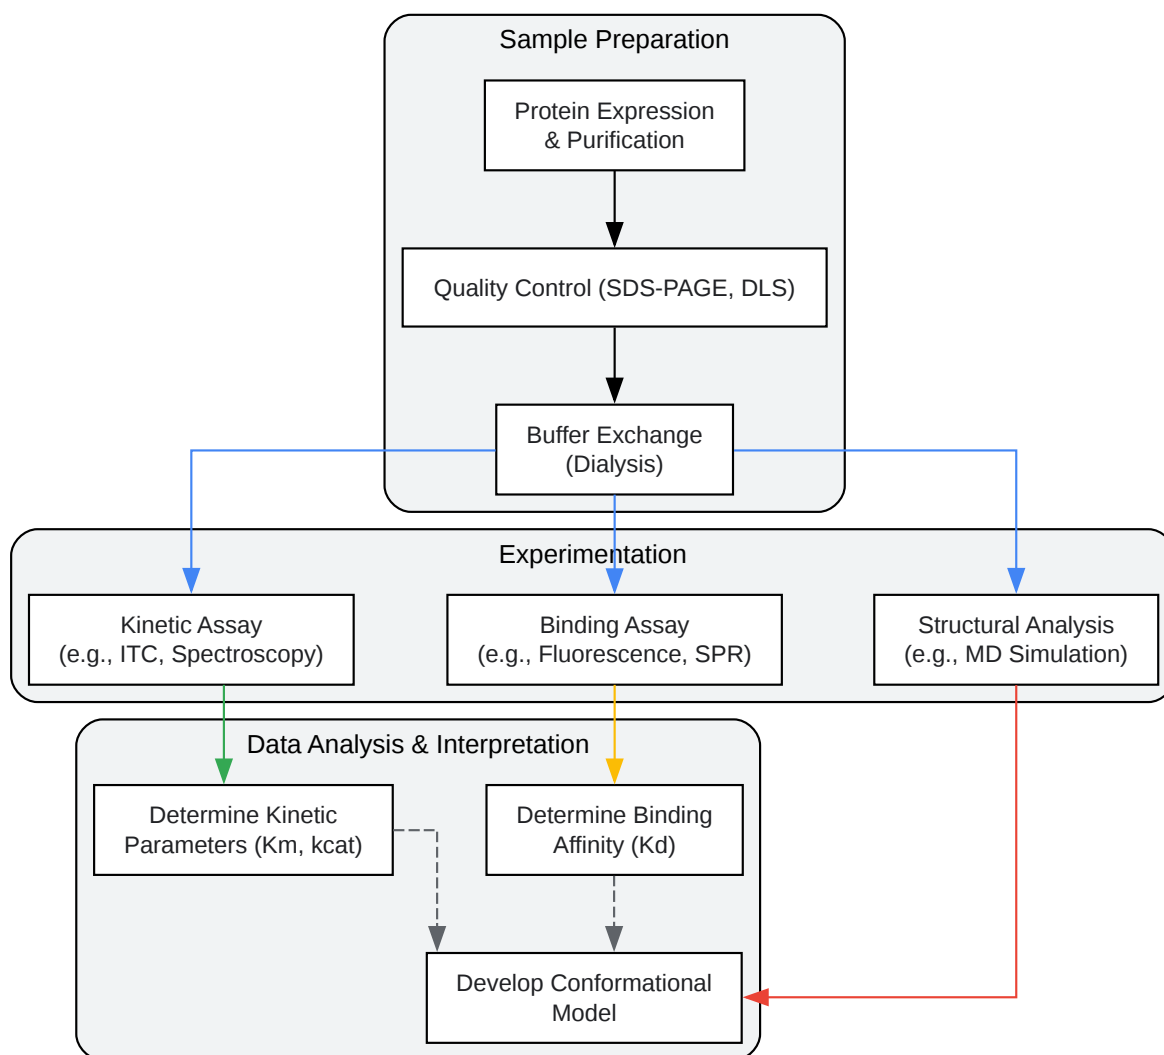 Sample Preparation
Protein Expression
& Purification
Quality Control (SDS-PAGE, DLS)
Buffer Exchange
(Dialysis)
Experimentation
Kinetic Assay
(e.g., ITC, Spectroscopy)
Binding Assay
(e.g., Fluorescence, SPR)
Structural Analysis
(e.g., MD Simulation)
Data Analysis & Interpretation
Determine Kinetic
Parameters (Km, kcat)
Determine Binding
Affinity (Kd)
Develop Conformational
Model